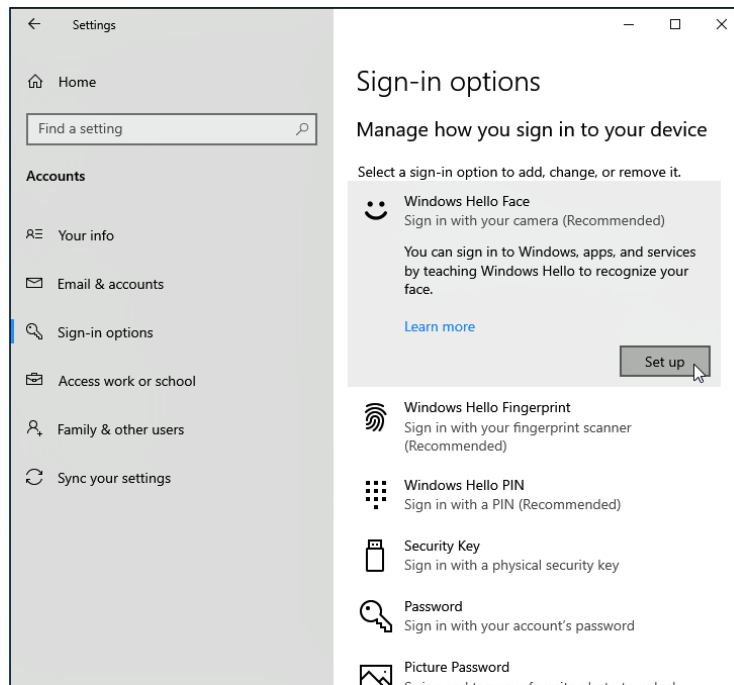 Settings
Home
Find a setting
Accounts
Your info
Email & accounts
Sign-in options
Access work or school
Family & other users
Sync your settings
Sign-in options
Manage how you sign in to your device
Select a sign-in option to add, change, or remove it.
Windows Hello Face
Sign in with your camera (Recommended)
You can sign in to Windows, apps, and services
by teaching Windows Hello to recognize your
face.
Learn more
Set up
Windows Hello Fingerprint
Sign in with your fingerprint scanner
(Recommended)
Windows Hello PIN
Sign in with a PIN (Recommended)
Security Key
Sign in with a physical security key
Password
Sign in with your account's password
Picture Password